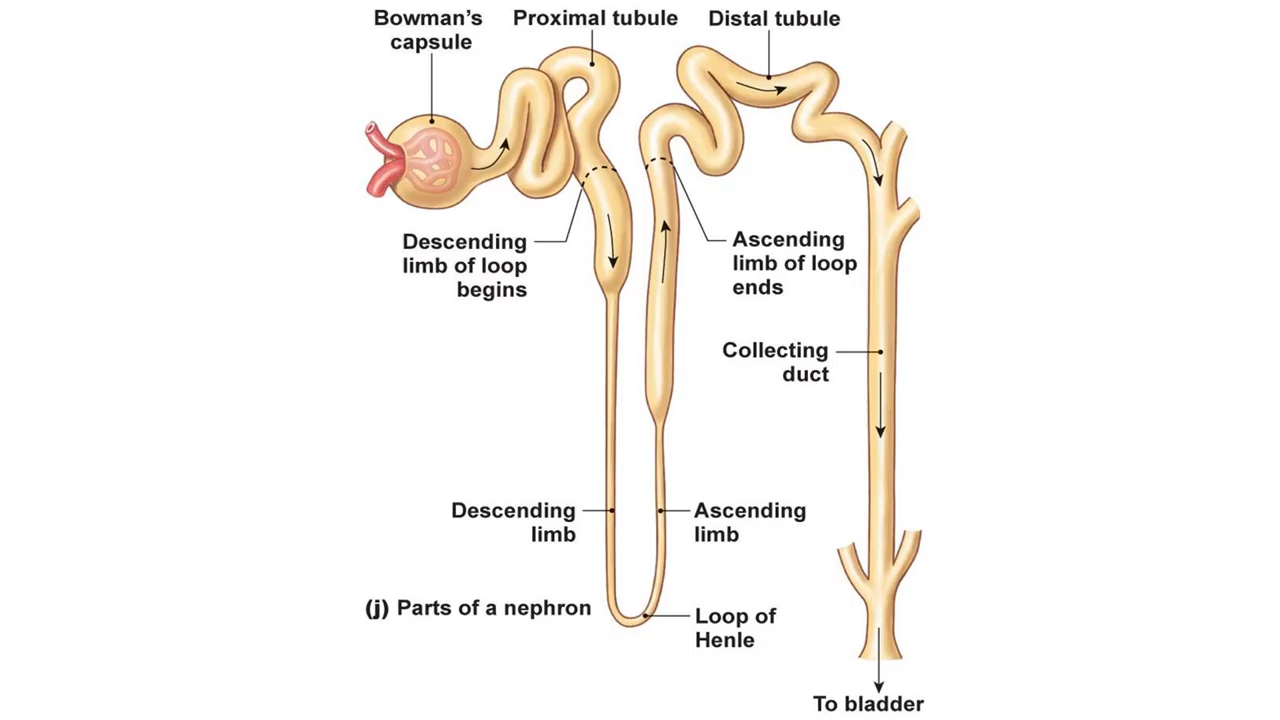 Bowman's
capsule
Proximal tubule
Distal tubule
Descending
limb of loop
begins
Ascending
limb of loop
ends
Collecting
duct
Descending
limb
Ascending
limb
(j) Parts of a nephron
Loop of
Henle
To bladder